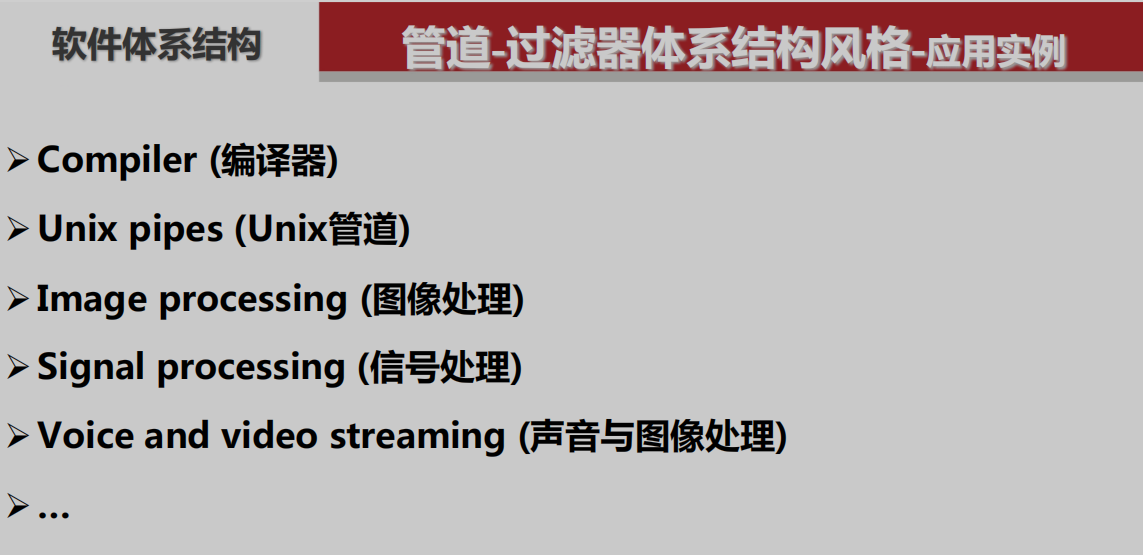 软件体系结构
管道-过滤器体系结构风格-应用实例
➢ Compiler (编译器)
➢ Unix pipes (Unix管道)
➢ Image processing (图像处理)
➢ Signal processing (信号处理)
➢ Voice and video streaming (声音与图像处理)
➢ …